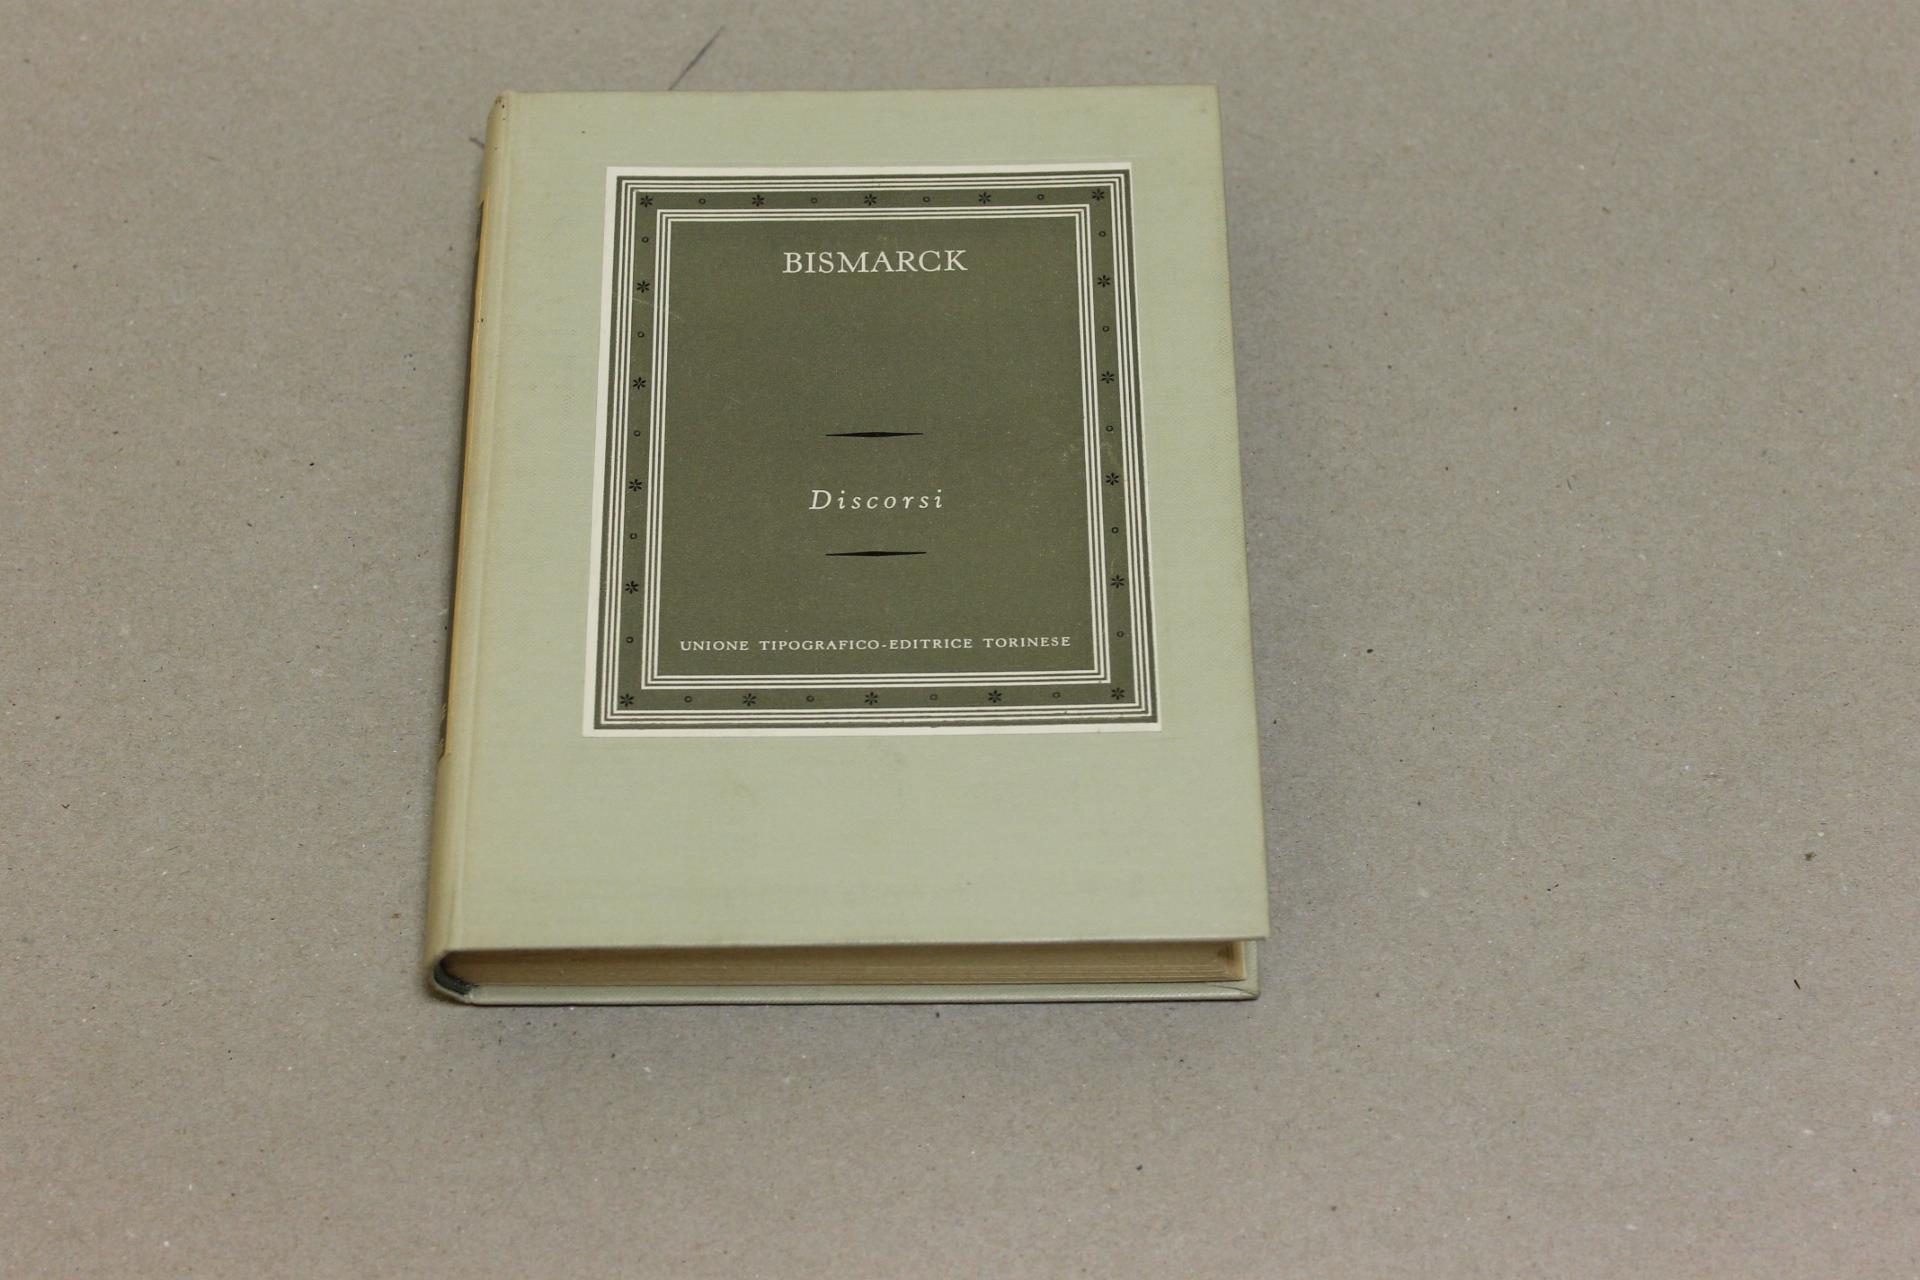 BISMARCK
Discorsi
UNIONE TIPOGRAFICO-EDITRICE TORINESE